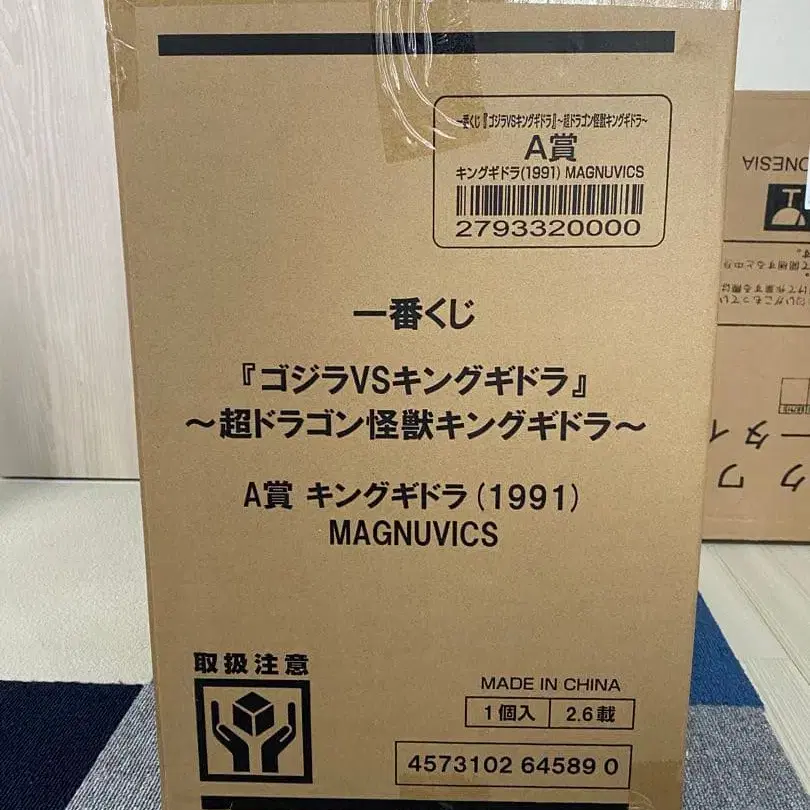 一番くじ『ゴジラVSキングギドラ』～超ドラゴン怪獣キングギドラ～
A賞
キングギドラ(1991) MAGNUVICS
2793320000
一番くじ
『ゴジラVSキングギドラ』
～超ドラゴン怪獣キングギドラ～
A賞 キングギドラ(1991)
MAGNUVICS
取扱注意
MADE IN CHINA
1個入 2.6載
4573102 64589 0
ONESIA